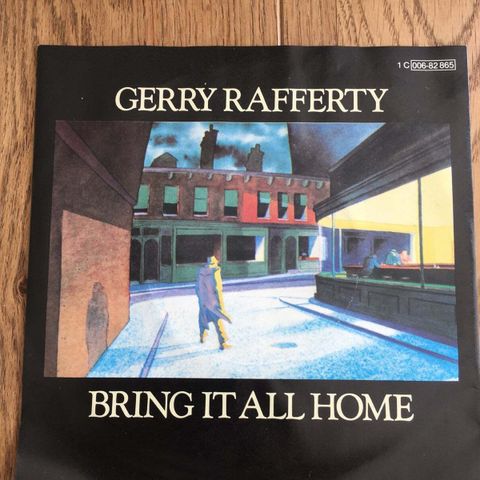 1 C 006-82 865
GERRY RAFFERTY
BRING IT ALL HOME